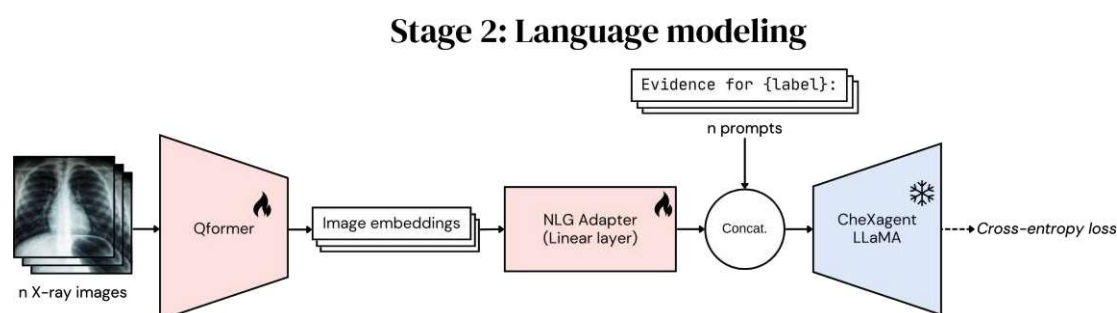 Stage 2: Language modeling
Evidence for {label}:
n prompts
n X-ray images
Qformer
Image embeddings
NLG Adapter
(Linear layer)
Concat.
CheXagent
LLaMA
Cross-entropy loss